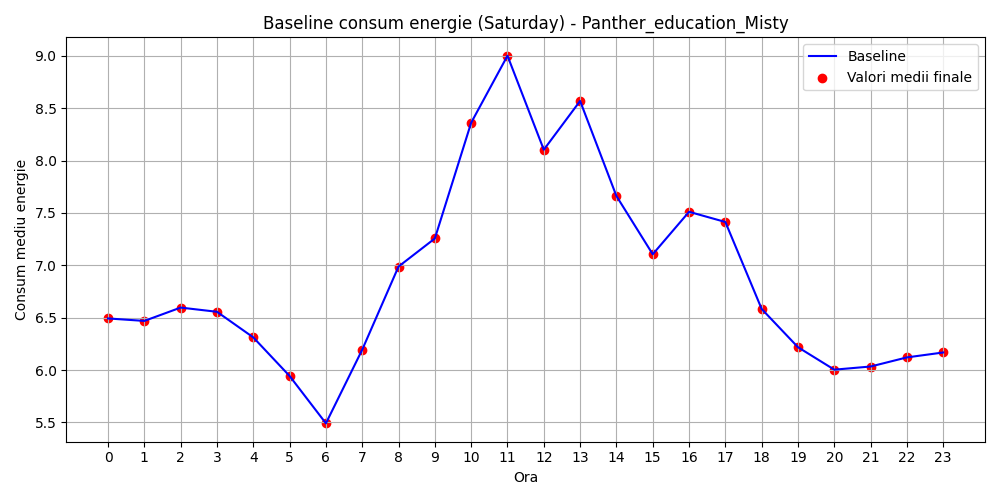 Baseline consum energie (Saturday) - Panther_education_Misty
Baseline
Valori medii finale
Consum mediu energie
9.0
8.5
8.0
7.5
7.0
6.5
6.0
5.5
0 1 2 3 4 5 6 7 8 9 10 11 12 13 14 15 16 17 18 19 20 21 22 23
Ora